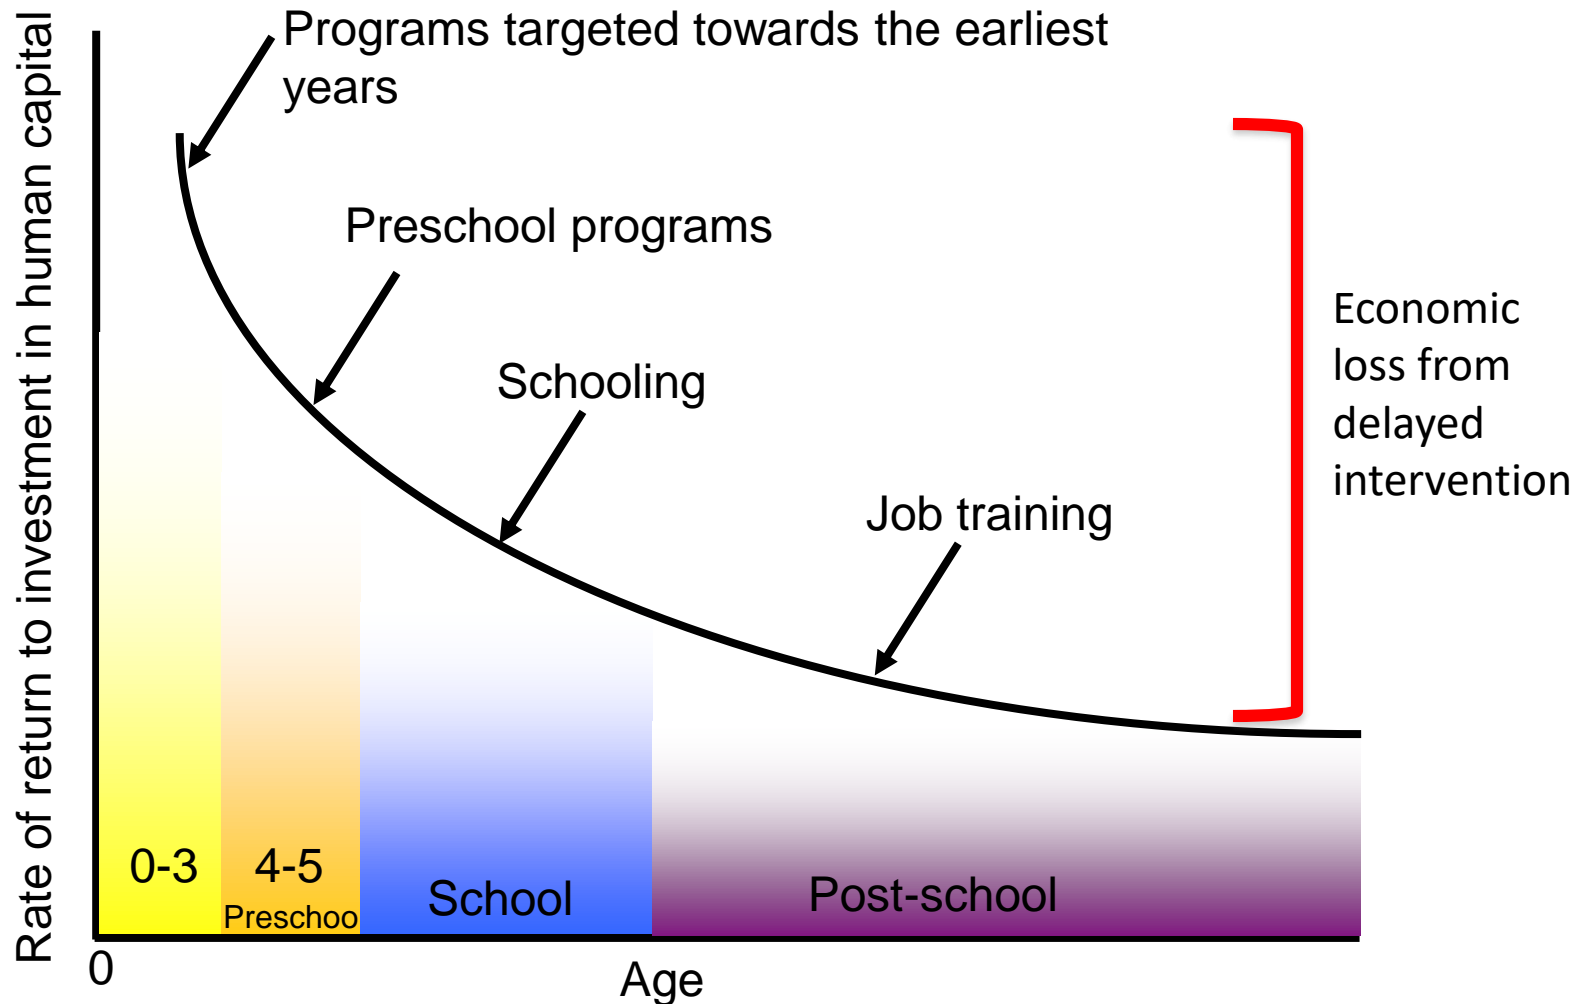 Rate of return to investment in human capital
Programs targeted towards the earliest
years
Preschool programs
Schooling
Job training
Economic
loss from
delayed
intervention
0-3
4-5
Preschoo
School
Post-school
0
Age